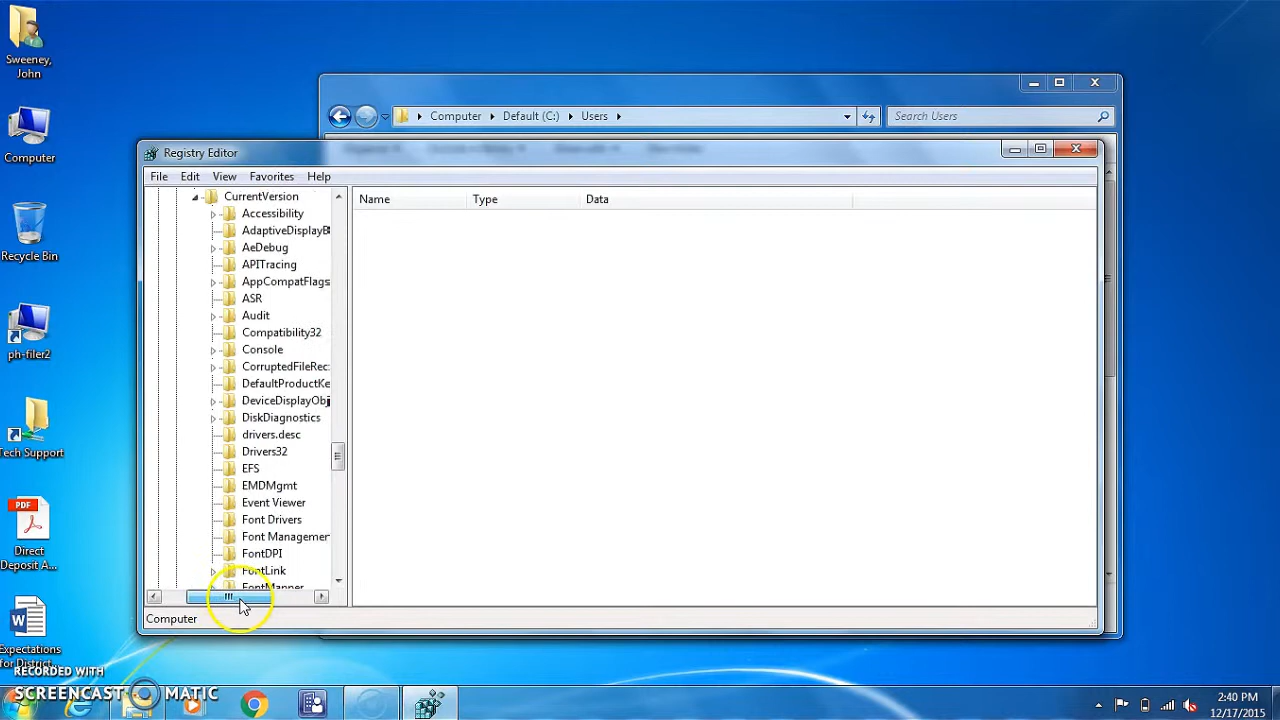 Sweeney,
John
Computer
Recycle Bin
ph-filer2
Tech Support
PDF
Direct
Deposit A...
Expectations
for District...
Computer
Default (C:)
Users
Search Users
Registry Editor
File Edit View Favorites Help
CurrentVersion
Accessibility
AdaptiveDisplayB
AeDebug
APITracing
AppCompatFlags
ASR
Audit
Compatibility32
Console
CorruptedFileRec
DefaultProductKe
DeviceDisplayObj
DiskDiagnostics
drivers.desc
Drivers32
EFS
EMDMgmt
Event Viewer
Font Drivers
Font Managemen
FontDPI
FontLink
FontMapper
Name Type Data
Computer
RECORDED WITH
SCREENCAST MATIC
2:40 PM
12/17/2015